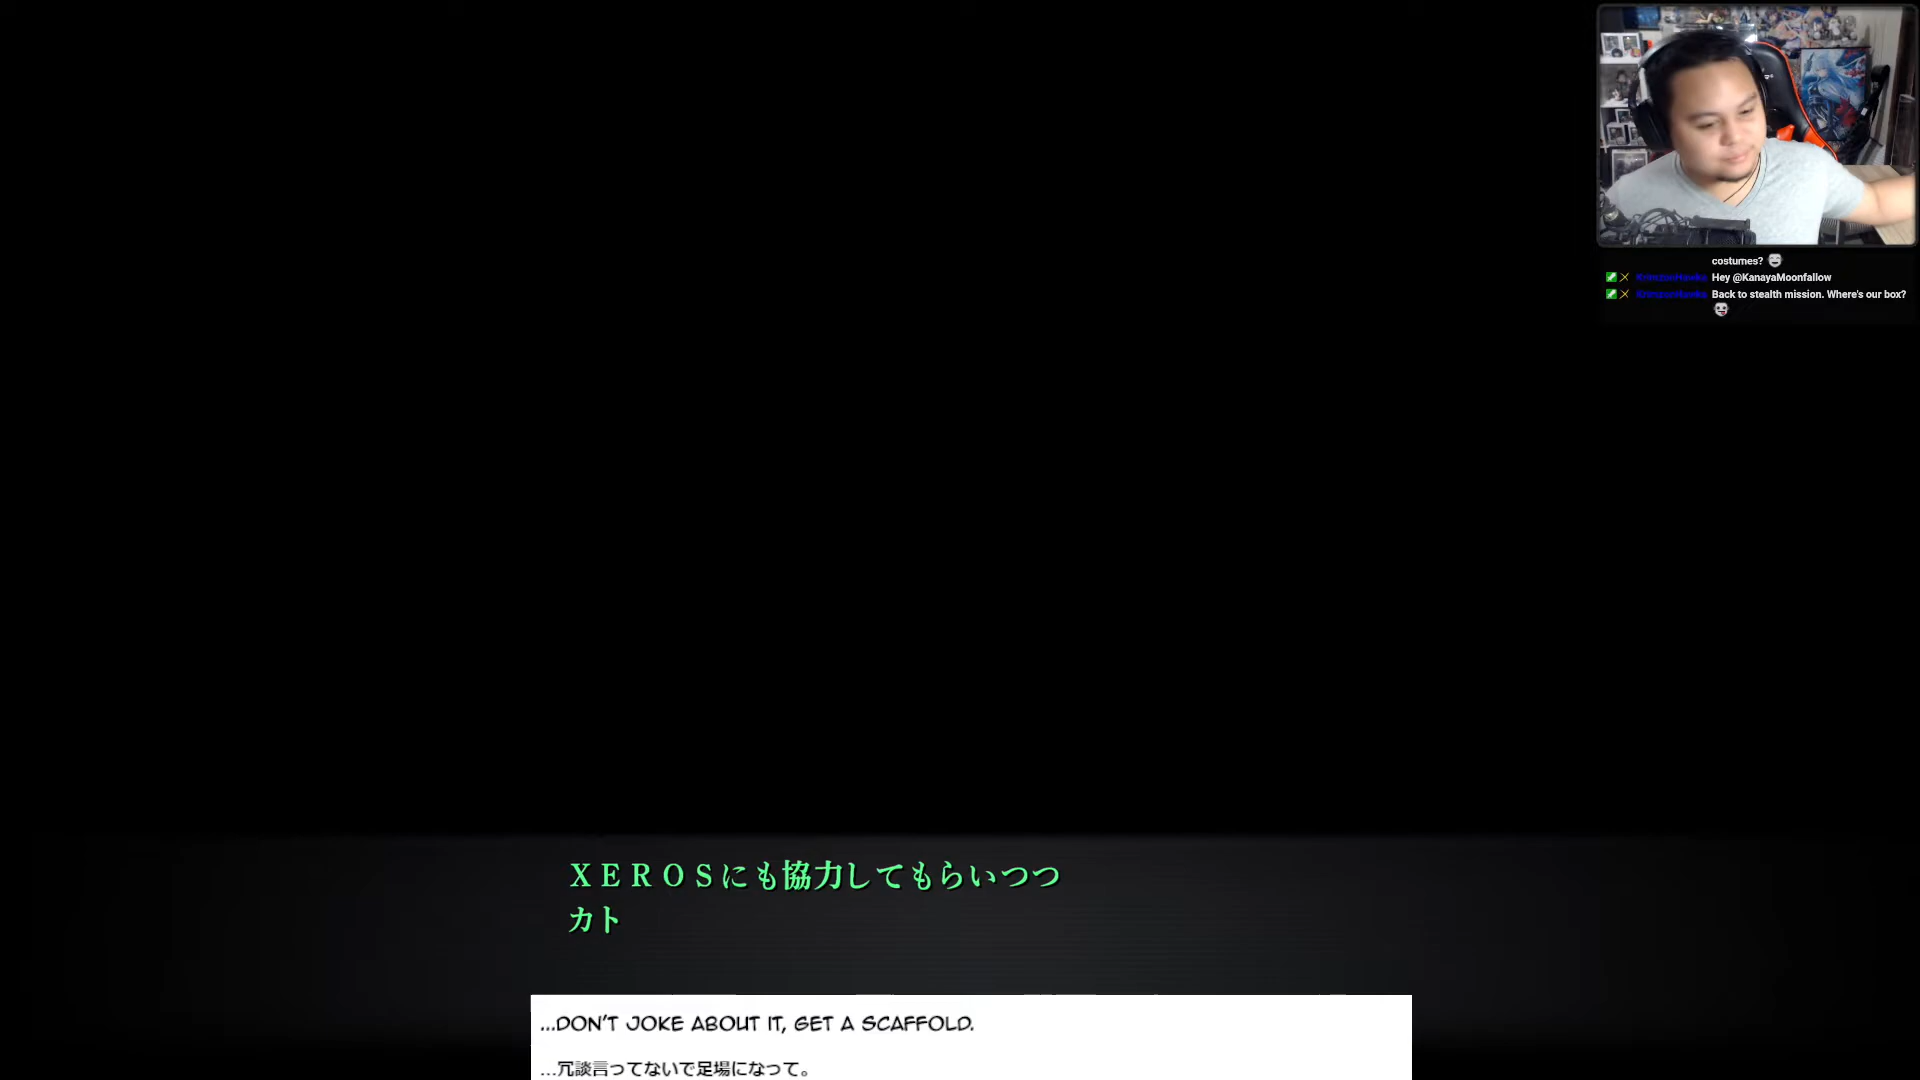 costumes?
Hey @KanayaMoonfallow
Back to stealth mission. Where's our box?
ＸＥＲＯＳにも協力してもらいつつ
カト
...DON'T JOKE ABOUT IT, GET A SCAFFOLD.
...冗談言ってないで足場になって。